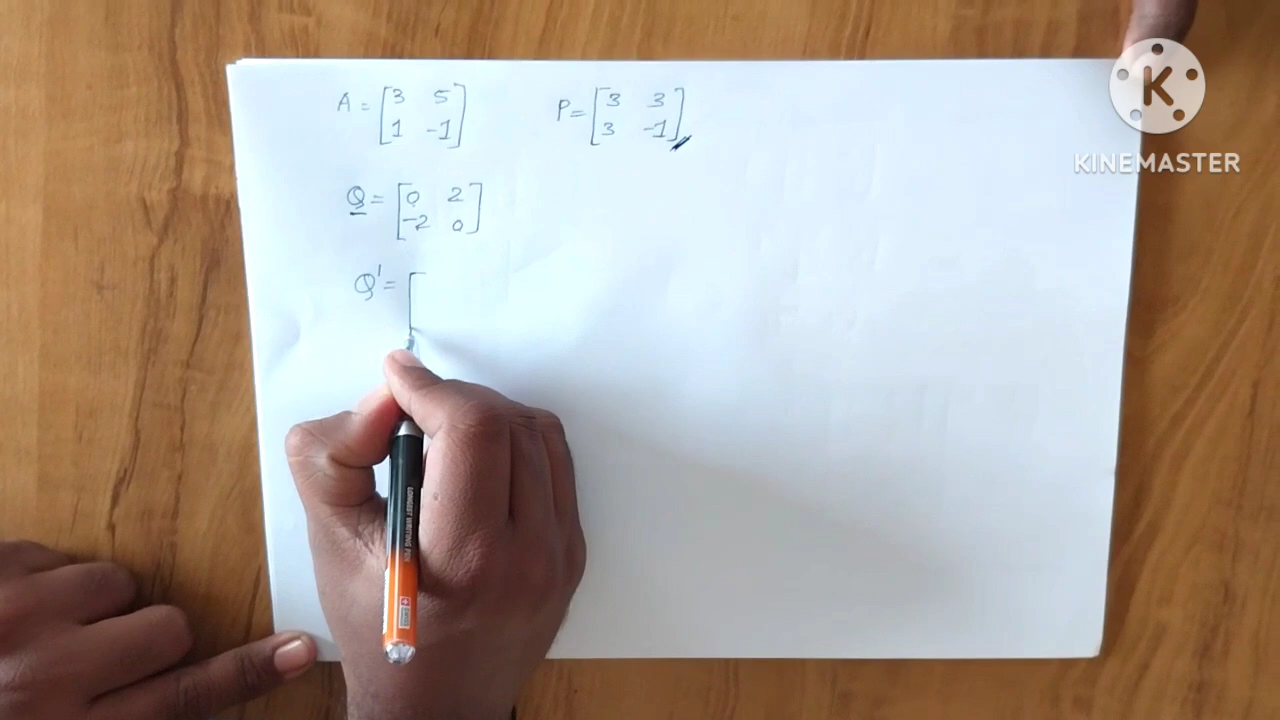 A = [3 5
1 -1]
P = [3 3
3 -1]
Q = [0 2
-2 0]
Q' = [
K
KINEMASTER
LONGEST WRITING PEN